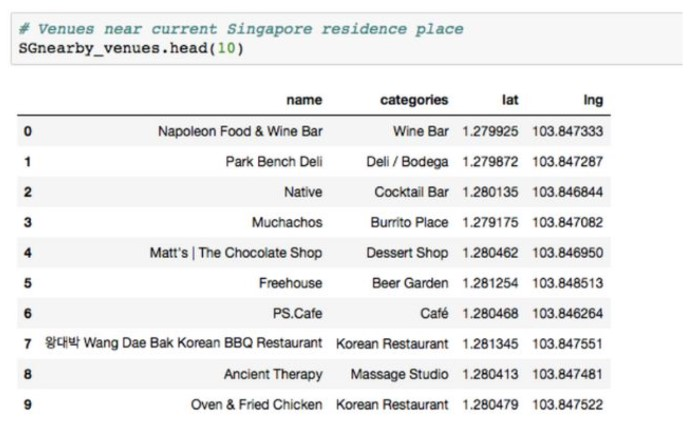 # Venues near current Singapore residence place
SGnearby_venues.head(10)
name categories lat lng
0 Napoleon Food & Wine Bar Wine Bar 1.279925 103.847333
1 Park Bench Deli Deli / Bodega 1.279872 103.847287
2 Native Cocktail Bar 1.280135 103.846844
3 Muchachos Burrito Place 1.279175 103.847082
4 Matt's | The Chocolate Shop Dessert Shop 1.280462 103.846950
5 Freehouse Beer Garden 1.281254 103.848513
6 PS.Cafe Café 1.280468 103.846264
7 왕대박 Wang Dae Bak Korean BBQ Restaurant Korean Restaurant 1.281345 103.847551
8 Ancient Therapy Massage Studio 1.280413 103.847481
9 Oven & Fried Chicken Korean Restaurant 1.280479 103.847522